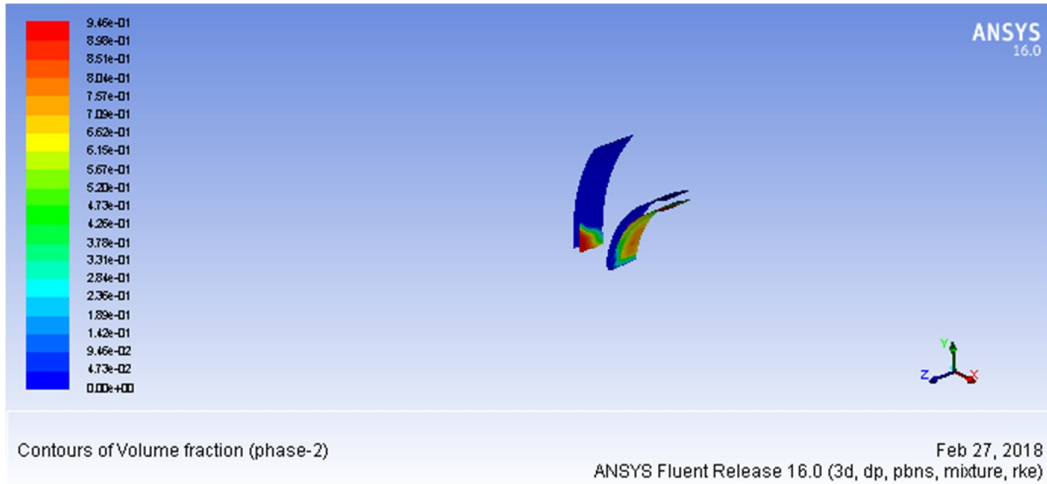 9.46e-01
8.98e-01
8.51e-01
8.04e-01
7.57e-01
7.09e-01
6.62e-01
6.15e-01
5.67e-01
5.20e-01
4.73e-01
4.26e-01
3.78e-01
3.31e-01
2.84e-01
2.36e-01
1.89e-01
1.42e-01
9.46e-02
4.73e-02
0.00e+00
ANSYS
16.0
Y
Z X
Contours of Volume fraction (phase-2)
Feb 27, 2018
ANSYS Fluent Release 16.0 (3d, dp, pbns, mixture, rke)